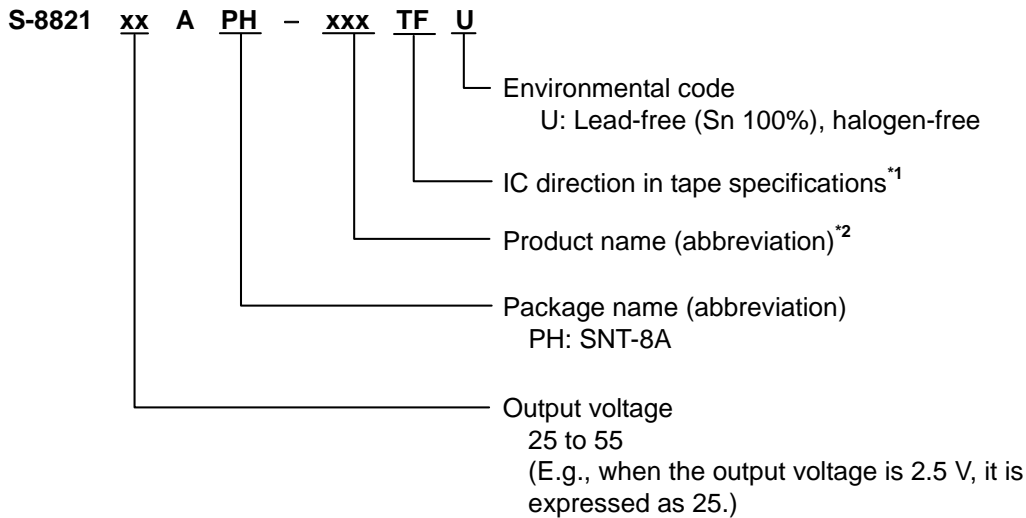 S-8821 xx A PH – xxx TF U
Environmental code
U: Lead-free (Sn 100%), halogen-free
IC direction in tape specifications*1
Product name (abbreviation)*2
Package name (abbreviation)
PH: SNT-8A
Output voltage
25 to 55
(E.g., when the output voltage is 2.5 V, it is
expressed as 25.)